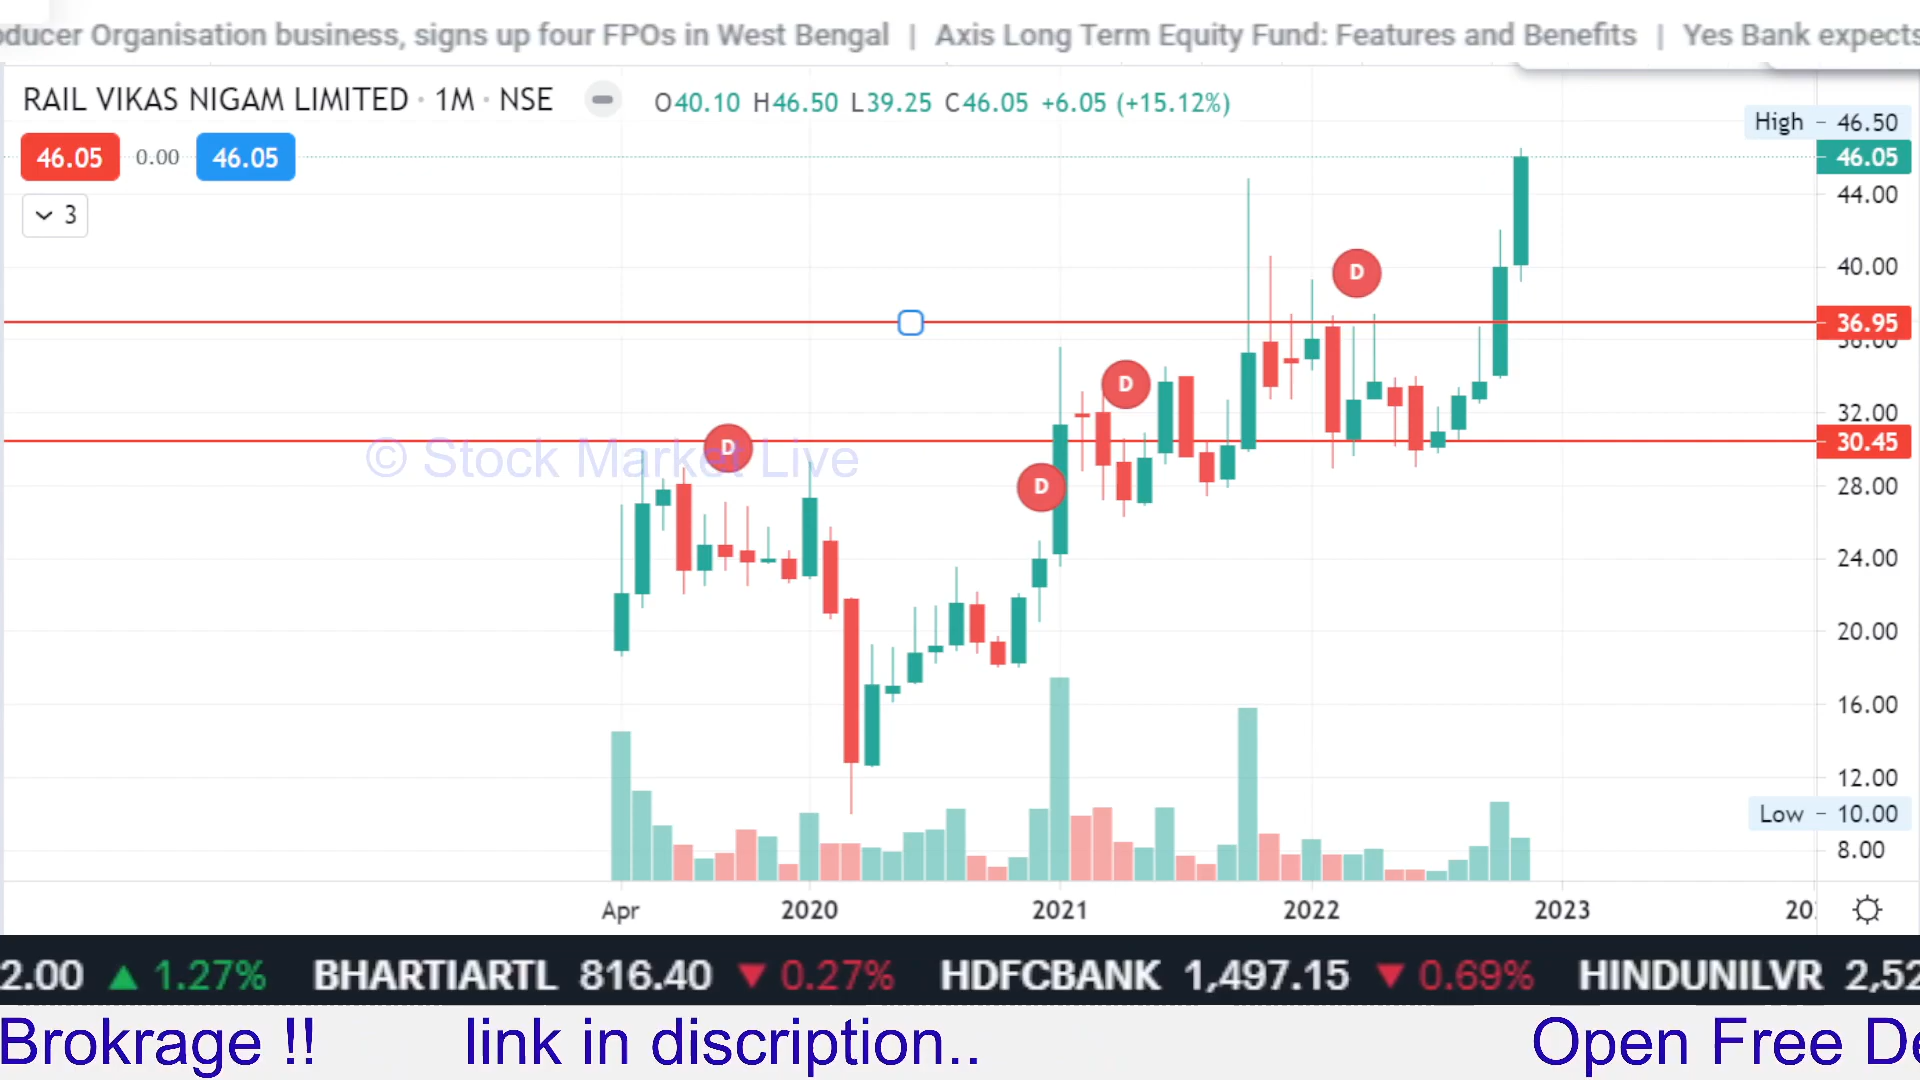 oducer Organisation business, signs up four FPOs in West Bengal | Axis Long Term Equity Fund: Features and Benefits | Yes Bank expects
RAIL VIKAS NIGAM LIMITED · 1M · NSE O40.10 H46.50 L39.25 C46.05 +6.05 (+15.12%)
46.05 0.00 46.05
3
High 46.50
46.05
44.00
40.00
36.95
36.00
32.00
30.45
28.00
24.00
20.00
16.00
12.00
Low 10.00
8.00
D
D
D
D
© Stock Market Live
Apr 2020 2021 2022 2023 20
2.00 ▲ 1.27% BHARTIARTL 816.40 ▼ 0.27% HDFCBANK 1,497.15 ▼ 0.69% HINDUNILVR 2,52
Brokrage !! link in discription.. Open Free De